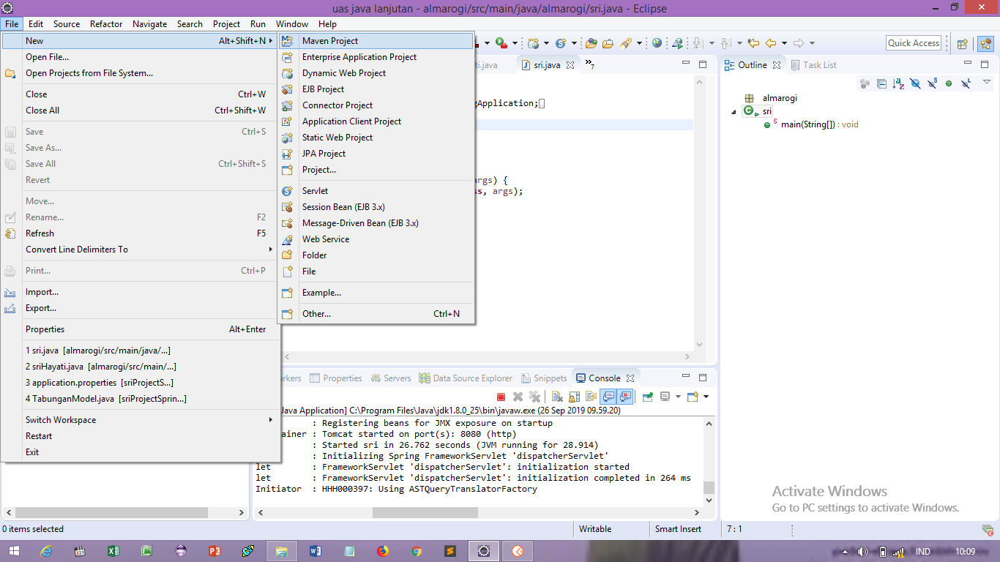 uas java lanjutan - almarogi/src/main/java/almarogi/sri.java - Eclipse
File Edit Source Refactor Navigate Search Project Run Window Help
New Alt+Shift+N
Open File...
Open Projects from File System...
Close Ctrl+W
Close All Ctrl+Shift+W
Save Ctrl+S
Save As...
Save All Ctrl+Shift+S
Revert
Move...
Rename... F2
Refresh F5
Convert Line Delimiters To
Print... Ctrl+P
Import...
Export...
Properties Alt+Enter
1 sri.java [almarogi/src/main/java/...]
2 sriHayati.java [almarogi/src/main/...]
3 application.properties [sriProjectS...]
4 TabunganModel.java [sriProjectSprin...]
Switch Workspace
Restart
Exit
Maven Project
Enterprise Application Project
Dynamic Web Project
EJB Project
Connector Project
Application Client Project
Static Web Project
JPA Project
Project...
Servlet
Session Bean (EJB 3.x)
Message-Driven Bean (EJB 3.x)
Web Service
Folder
File
Example...
Other... Ctrl+N
Quick Access
ti.java sri.java 7
gApplication;
args) {
ss, args);
Outline Task List
almarogi
sri
main(String[]) : void
arkers Properties Servers Data Source Explorer Snippets Console
Java Application] C:\Program Files\Java\jdk1.8.0_25\bin\javaw.exe (26 Sep 2019 09.59.20)
: Registering beans for JMX exposure on startup
tainer : Tomcat started on port(s): 8080 (http)
: Started sri in 26.762 seconds (JVM running for 28.914)
: Initializing Spring FrameworkServlet 'dispatcherServlet'
let : FrameworkServlet 'dispatcherServlet': initialization started
let : FrameworkServlet 'dispatcherServlet': initialization completed in 264 ms
Initiator : HHH000397: Using ASTQueryTranslatorFactory
Activate Windows
Go to PC settings to activate Windows.
0 items selected Writable Smart Insert 7 : 1
IND 10:09